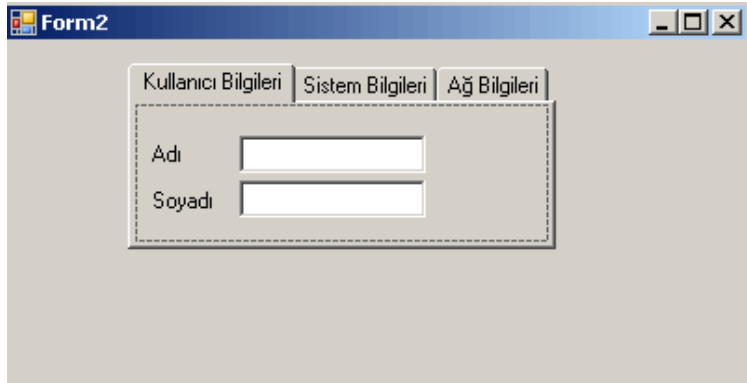 Form2
Kullanıcı Bilgileri Sistem Bilgileri Ağ Bilgileri
Adı
Soyadı